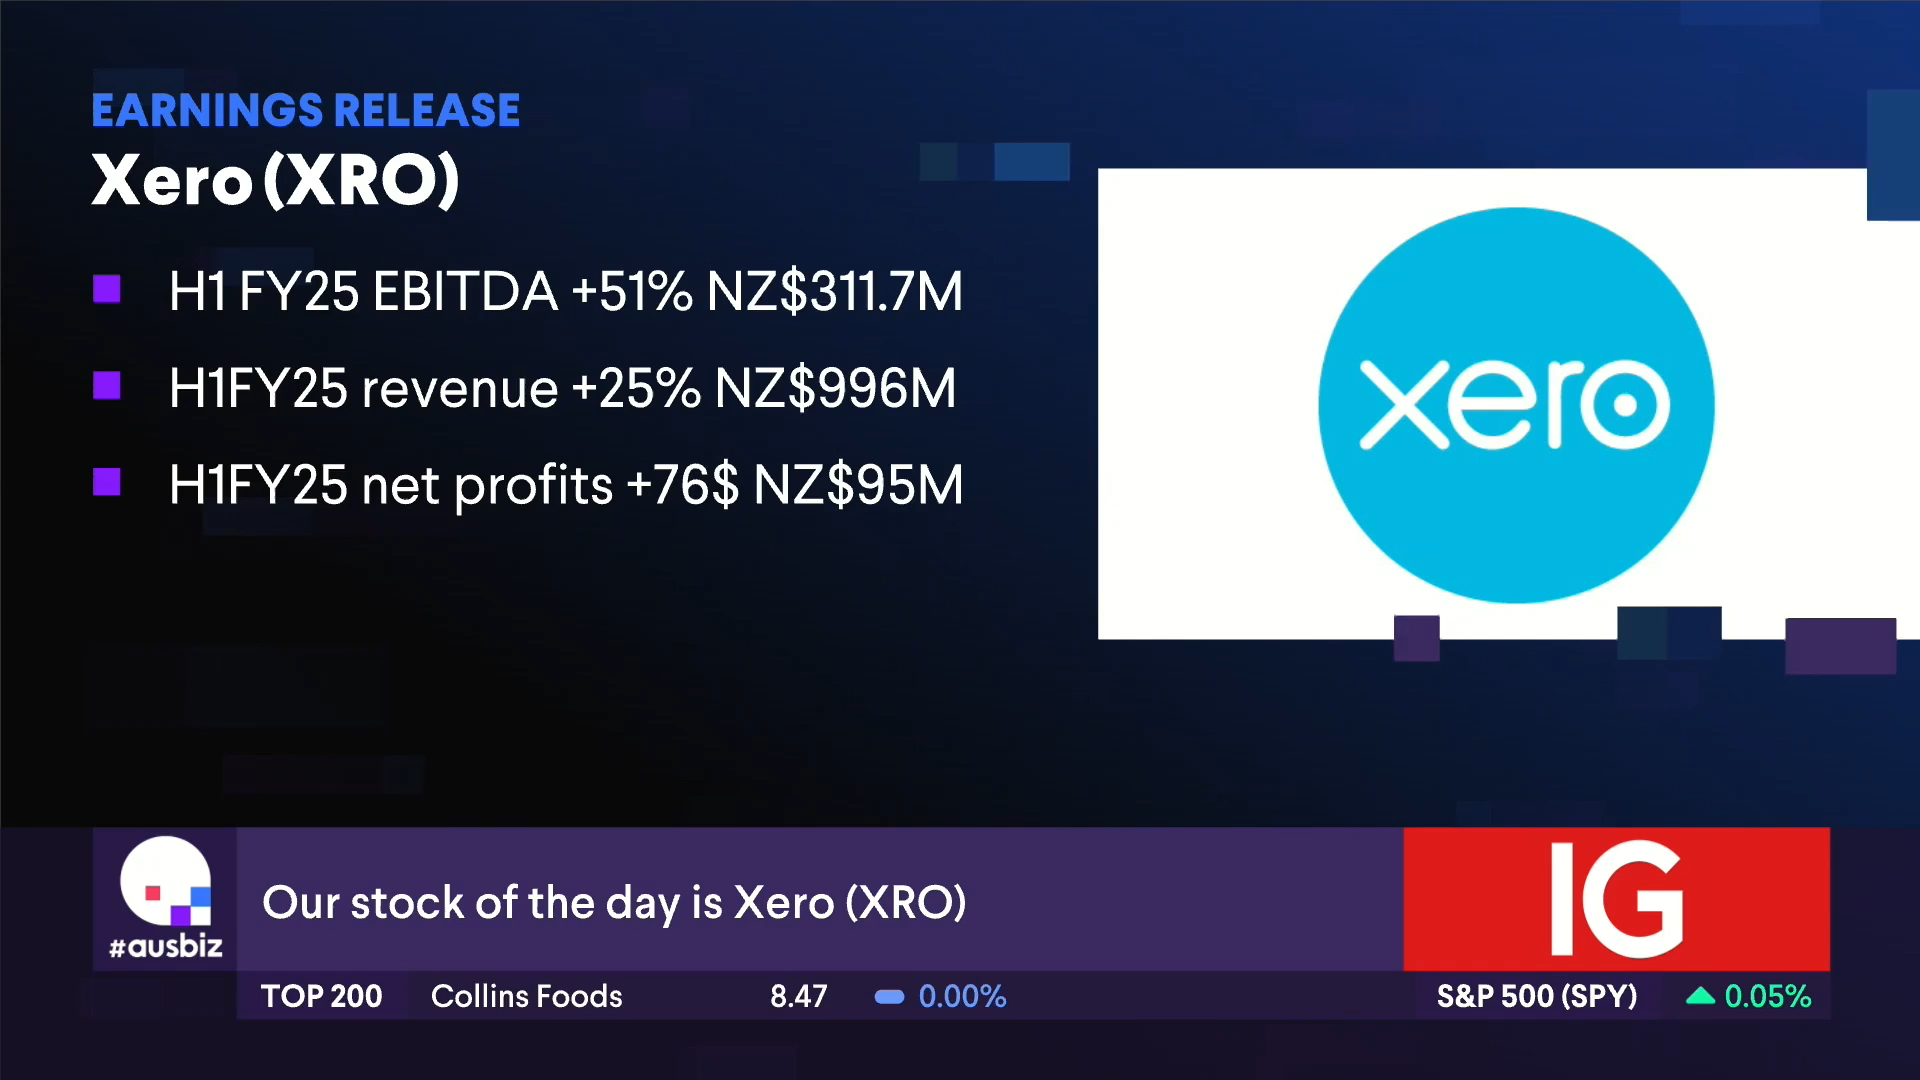 EARNINGS RELEASE
Xero (XRO)
H1 FY25 EBITDA +51% NZ$311.7M
H1FY25 revenue +25% NZ$996M
H1FY25 net profits +76$ NZ$95M
xero
Our stock of the day is Xero (XRO)
IG
#ausbiz
TOP 200 Collins Foods 8.47 0.00% S&P 500 (SPY) 0.05%